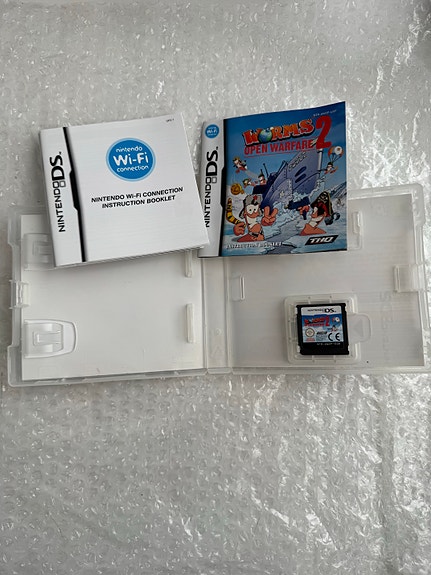 NINTENDO DS
nintendo
Wi-Fi
connection
NINTENDO Wi-Fi CONNECTION
INSTRUCTION BOOKLET
NINTENDO DS
WORMS
OPEN WARFARE 2
INSTRUCTION BOOKLET
THQ
NINTENDO DS